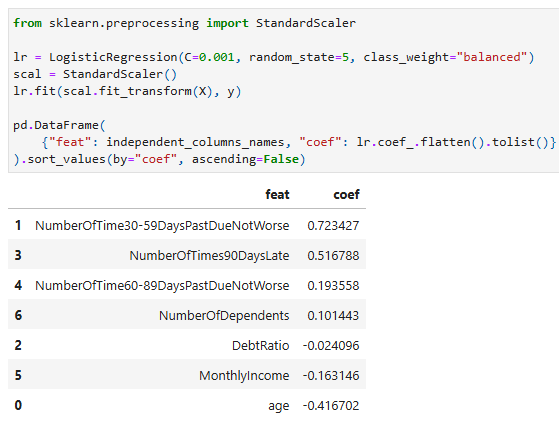 from sklearn.preprocessing import StandardScaler
lr = LogisticRegression(C=0.001, random_state=5, class_weight="balanced")
scal = StandardScaler()
lr.fit(scal.fit_transform(X), y)
pd.DataFrame(
    {"feat": independent_columns_names, "coef": lr.coef_.flatten().tolist()}
).sort_values(by="coef", ascending=False)
feat coef
1 NumberOfTime30-59DaysPastDueNotWorse 0.723427
3 NumberOfTimes90DaysLate 0.516788
4 NumberOfTime60-89DaysPastDueNotWorse 0.193558
6 NumberOfDependents 0.101443
2 DebtRatio -0.024096
5 MonthlyIncome -0.163146
0 age -0.416702